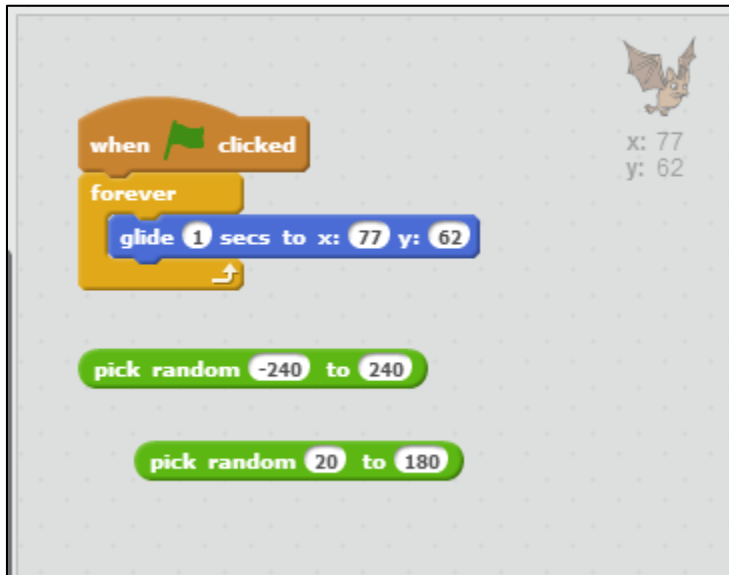 when clicked
x: 77
y: 62
forever
glide 1 secs to x: 77 y: 62
pick random -240 to 240
pick random 20 to 180